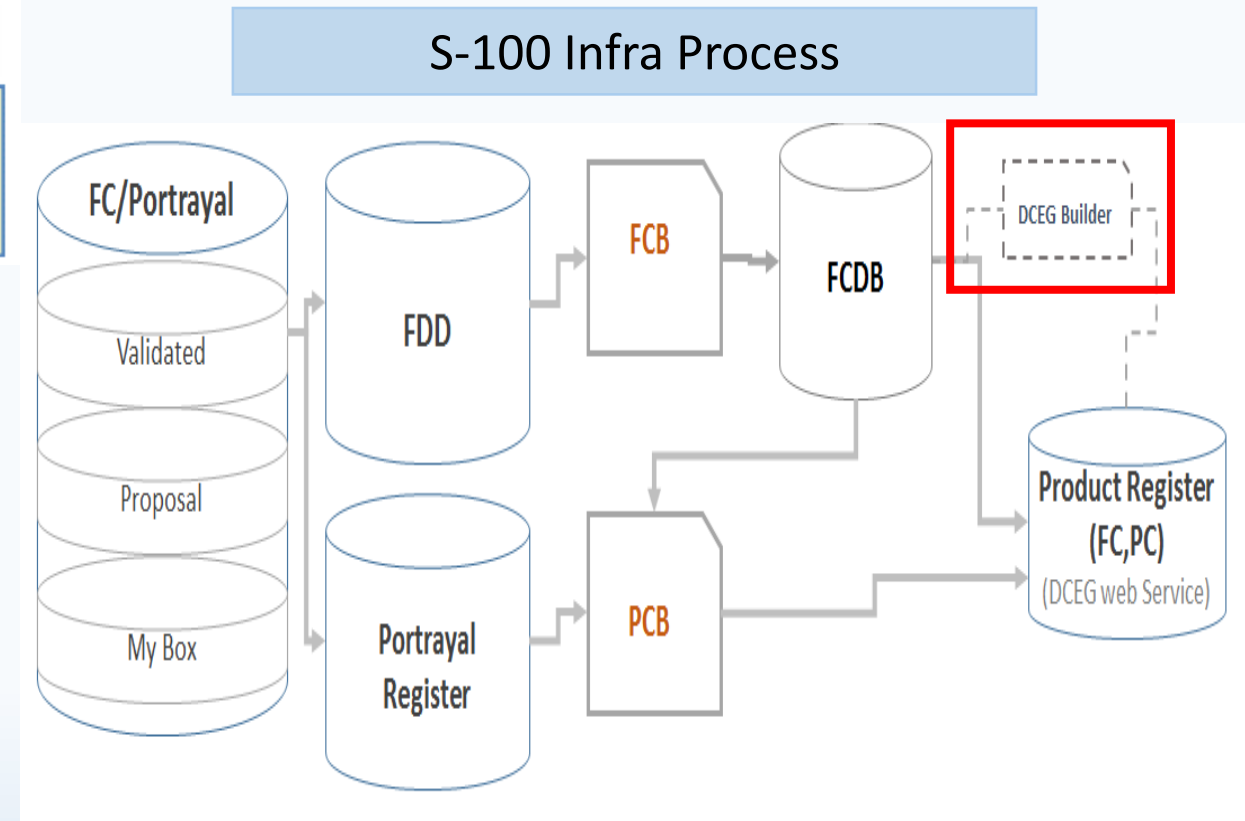 S-100 Infra Process
FC/Portrayal
Validated
Proposal
My Box
FDD
Portrayal
Register
FCB
PCB
FCDB
DCEG Builder
Product Register
(FC,PC)
(DCEG web Service)